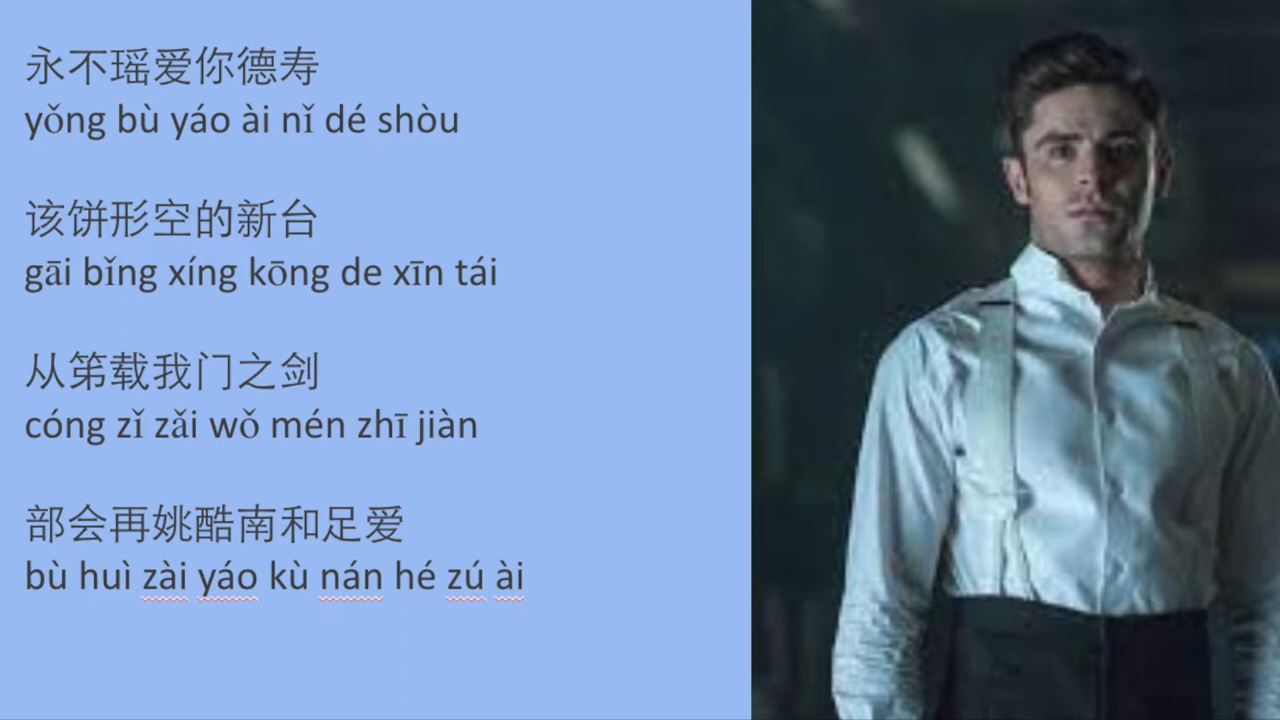 永不瑶爱你德寿
yǒng bù yáo ài nǐ dé shòu
该饼形空的新台
gāi bǐng xíng kōng de xīn tái
从笫载我门之剑
cóng zǐ zǎi wǒ mén zhī jiàn
部会再姚酷南和足爱
bù huì zài yáo kù nán hé zú ài